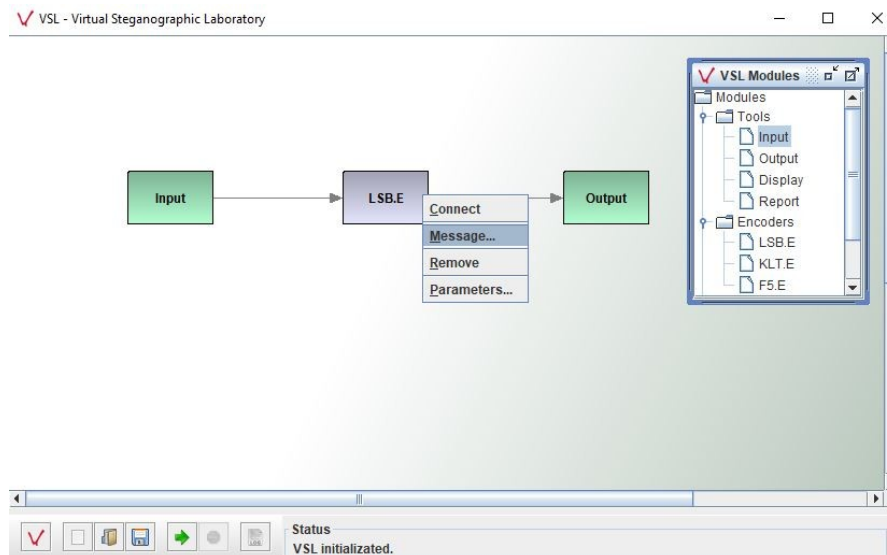 VSL - Virtual Steganographic Laboratory
VSL Modules
Modules
Tools
Input
Output
Display
Report
Encoders
LSB.E
KLT.E
F5.E
Input
LSB.E
Output
Connect
Message...
Remove
Parameters...
Status
VSL initializated.